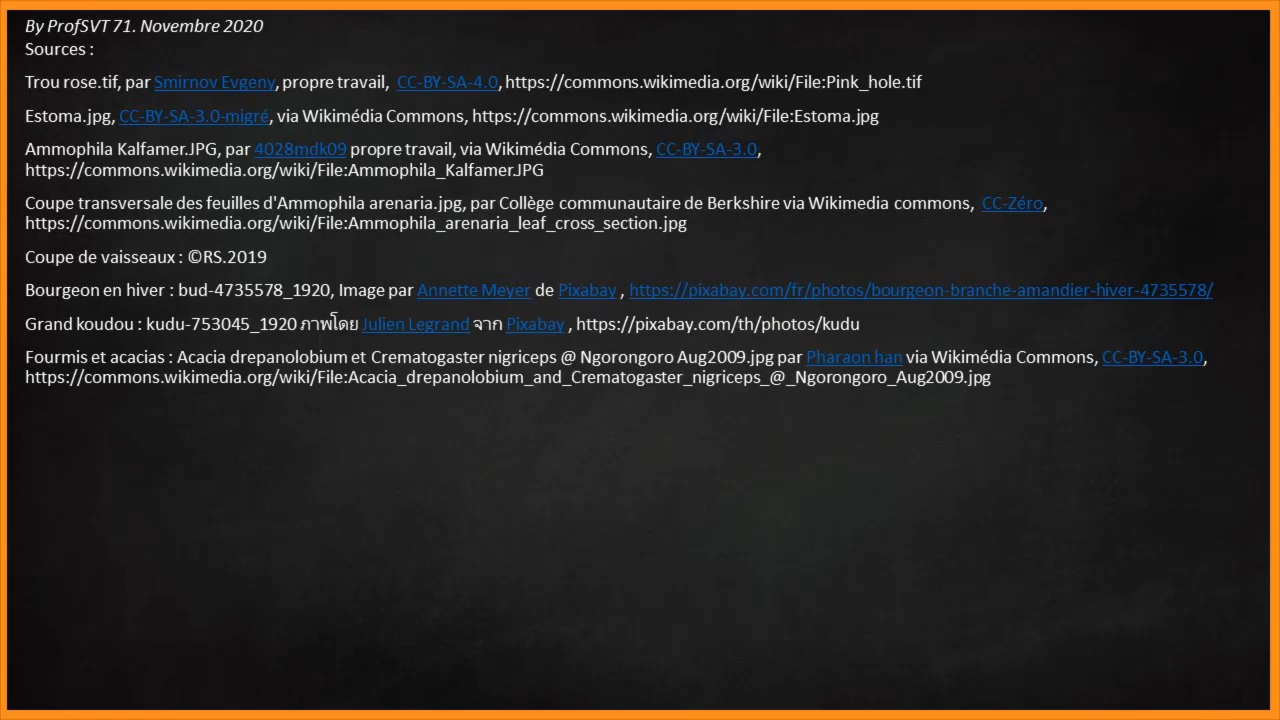 By ProfSVT 71. Novembre 2020
Sources :
Trou rose.tif, par Smirnov Evgeny, propre travail, CC-BY-SA-4.0, https://commons.wikimedia.org/wiki/File:Pink_hole.tif
Estoma.jpg, CC-BY-SA-3.0-migré, via Wikimédia Commons, https://commons.wikimedia.org/wiki/File:Estoma.jpg
Ammophila Kalfamer.JPG, par 4028mdk09 propre travail, via Wikimédia Commons, CC-BY-SA-3.0,
https://commons.wikimedia.org/wiki/File:Ammophila_Kalfamer.JPG
Coupe transversale des feuilles d'Ammophila arenaria.jpg, par Collège communautaire de Berkshire via Wikimedia commons, CC-Zéro,
https://commons.wikimedia.org/wiki/File:Ammophila_arenaria_leaf_cross_section.jpg
Coupe de vaisseaux : ©RS.2019
Bourgeon en hiver : bud-4735578_1920, Image par Annette Meyer de Pixabay , https://pixabay.com/fr/photos/bourgeon-branche-amandier-hiver-4735578/
Grand koudou : kudu-753045_1920 ภาพโดย Julien Legrand จาก Pixabay , https://pixabay.com/th/photos/kudu
Fourmis et acacias : Acacia drepanolobium et Crematogaster nigriceps @ Ngorongoro Aug2009.jpg par Pharaon han via Wikimédia Commons, CC-BY-SA-3.0,
https://commons.wikimedia.org/wiki/File:Acacia_drepanolobium_and_Crematogaster_nigriceps_@_Ngorongoro_Aug2009.jpg